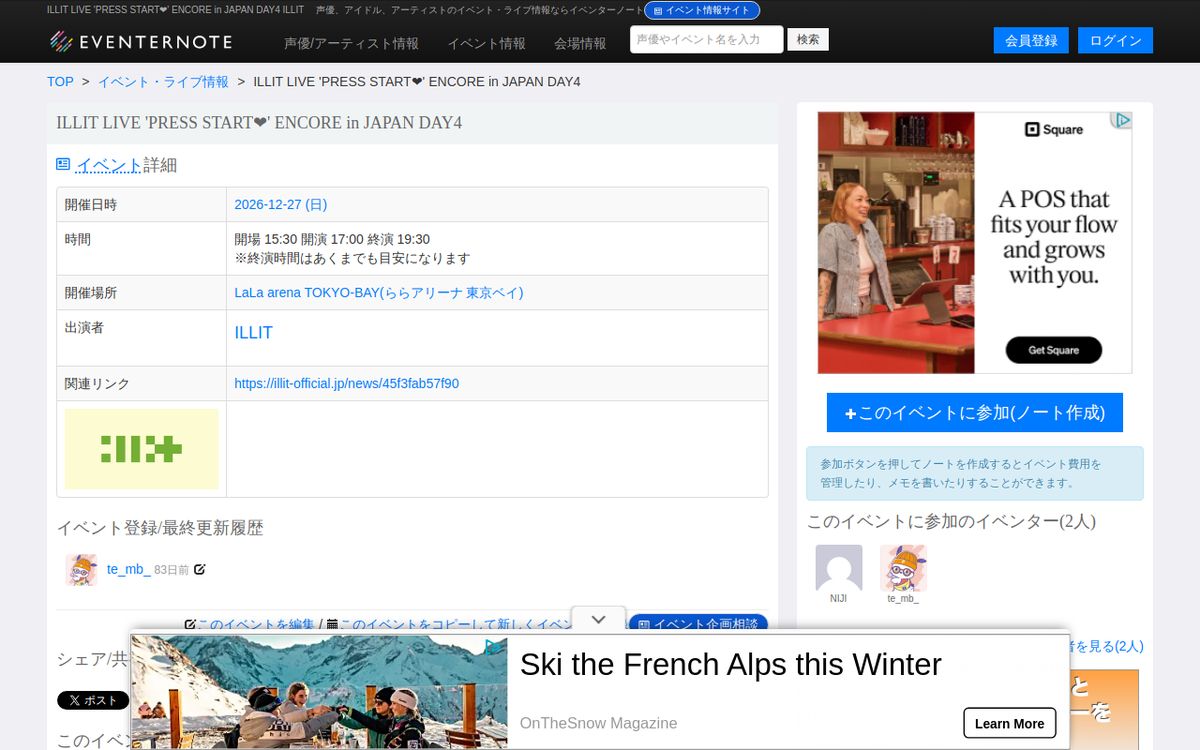 ILLIT LIVE 'PRESS START❤' ENCORE in JAPAN DAY4 ILLIT 声優、アイドル、アーティストのイベント・ライブ情報ならイベンターノート イベント情報サイト
EVENTERNOTE 声優/アーティスト情報 イベント情報 会場情報 声優やイベント名を入力 検索 会員登録 ログイン
TOP > イベント・ライブ情報 > ILLIT LIVE 'PRESS START❤' ENCORE in JAPAN DAY4
ILLIT LIVE 'PRESS START❤' ENCORE in JAPAN DAY4
イベント詳細
開催日時 2026-12-27 (日)
時間 開場 15:30 開演 17:00 終演 19:30
※終演時間はあくまでも目安になります
開催場所 LaLa arena TOKYO-BAY(ららアリーナ 東京ベイ)
出演者 ILLIT
関連リンク https://illit-official.jp/news/45f3fab57f90
イベント登録/最終更新履歴
te_mb_ 83日前
このイベントを編集 / このイベントをコピーして新しくイベン
イベント企画相談
シェア/共
ポスト
このイベン
Square
A POS that
fits your flow
and grows
with you.
Get Square
+このイベントに参加(ノート作成)
参加ボタンを押してノートを作成するとイベント費用を
管理したり、メモを書いたりすることができます。
このイベントに参加のイベンター(2人)
NIJI te_mb_
者を見る(2人)
と
ーを
Ski the French Alps this Winter
OnTheSnow Magazine
Learn More